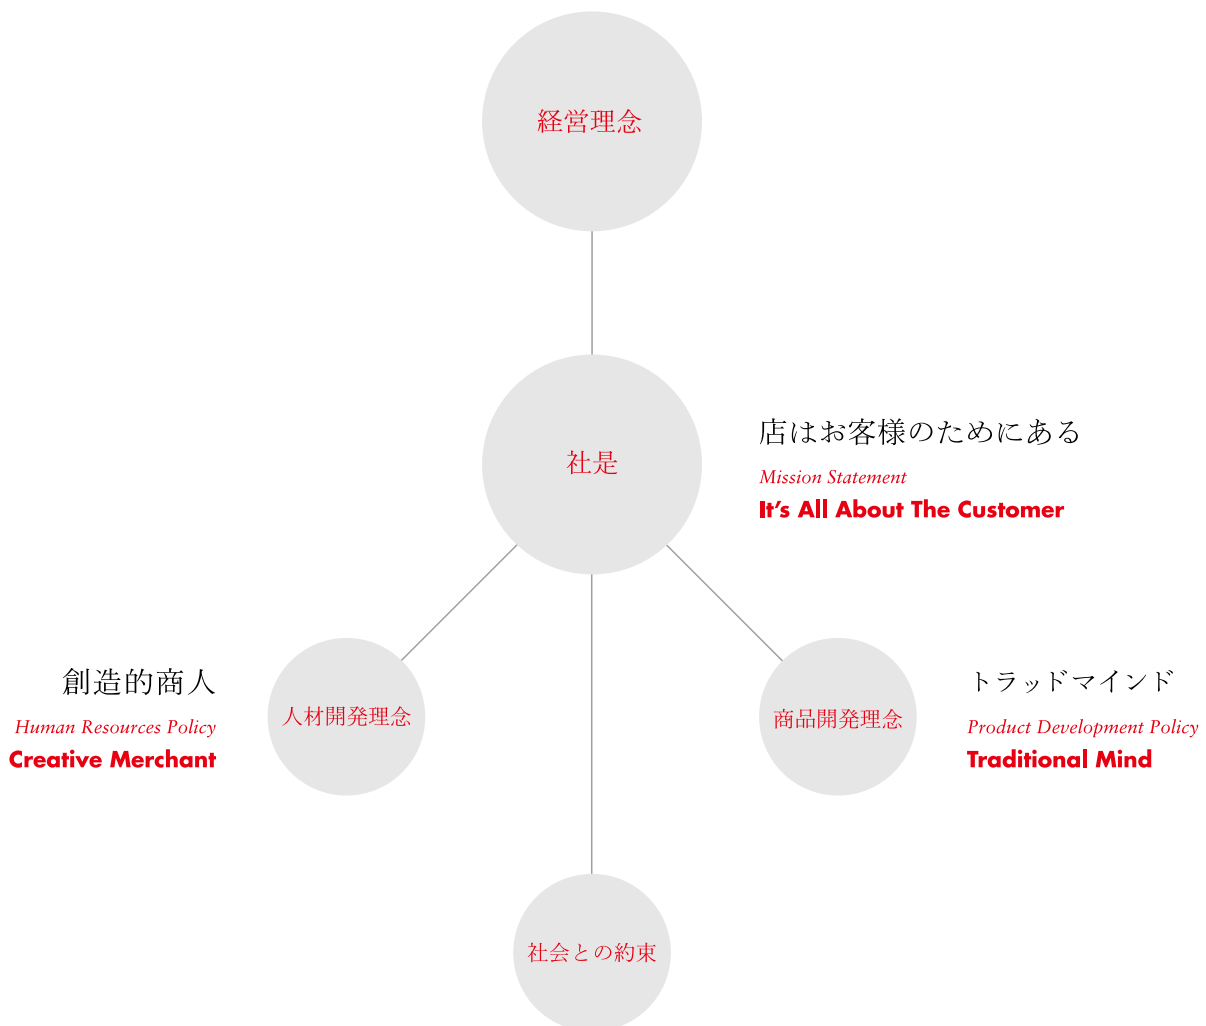 経営理念
社是
店はお客様のためにある
Mission Statement
It's All About The Customer
創造的商人
Human Resources Policy
Creative Merchant
人材開発理念
商品開発理念
トラッドマインド
Product Development Policy
Traditional Mind
社会との約束